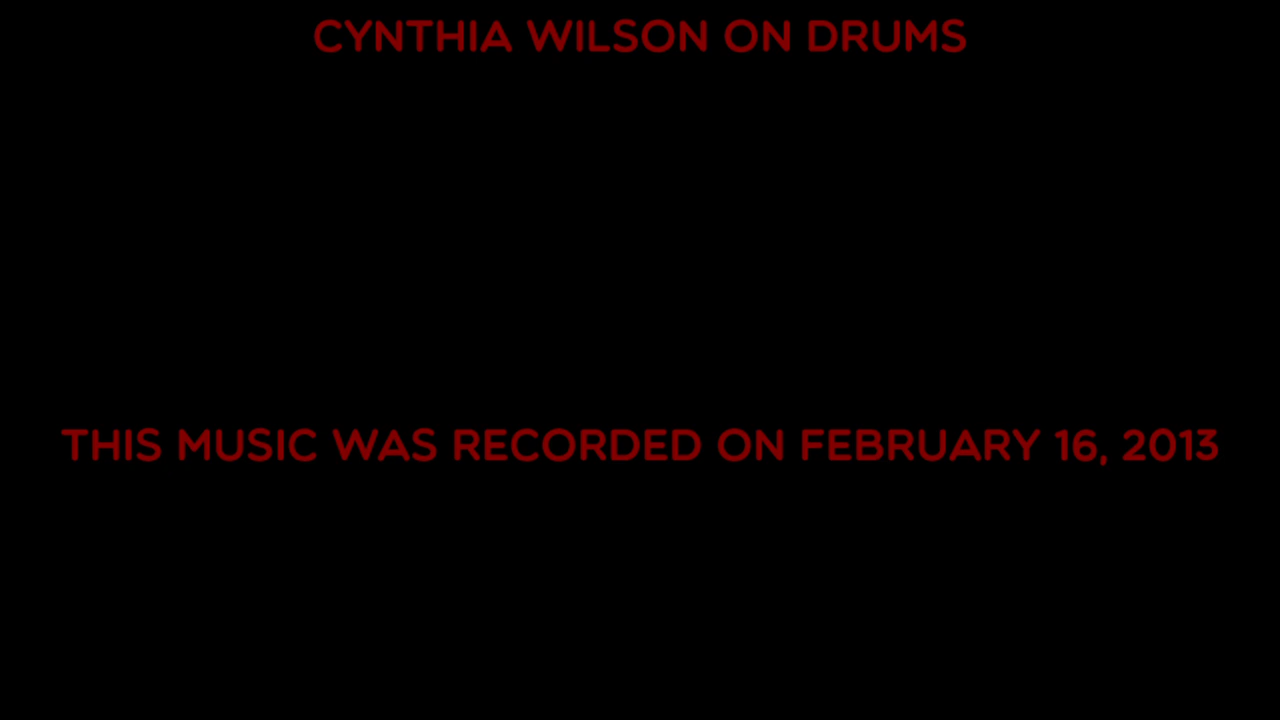 CYNTHIA WILSON ON DRUMS
THIS MUSIC WAS RECORDED ON FEBRUARY 16, 2013